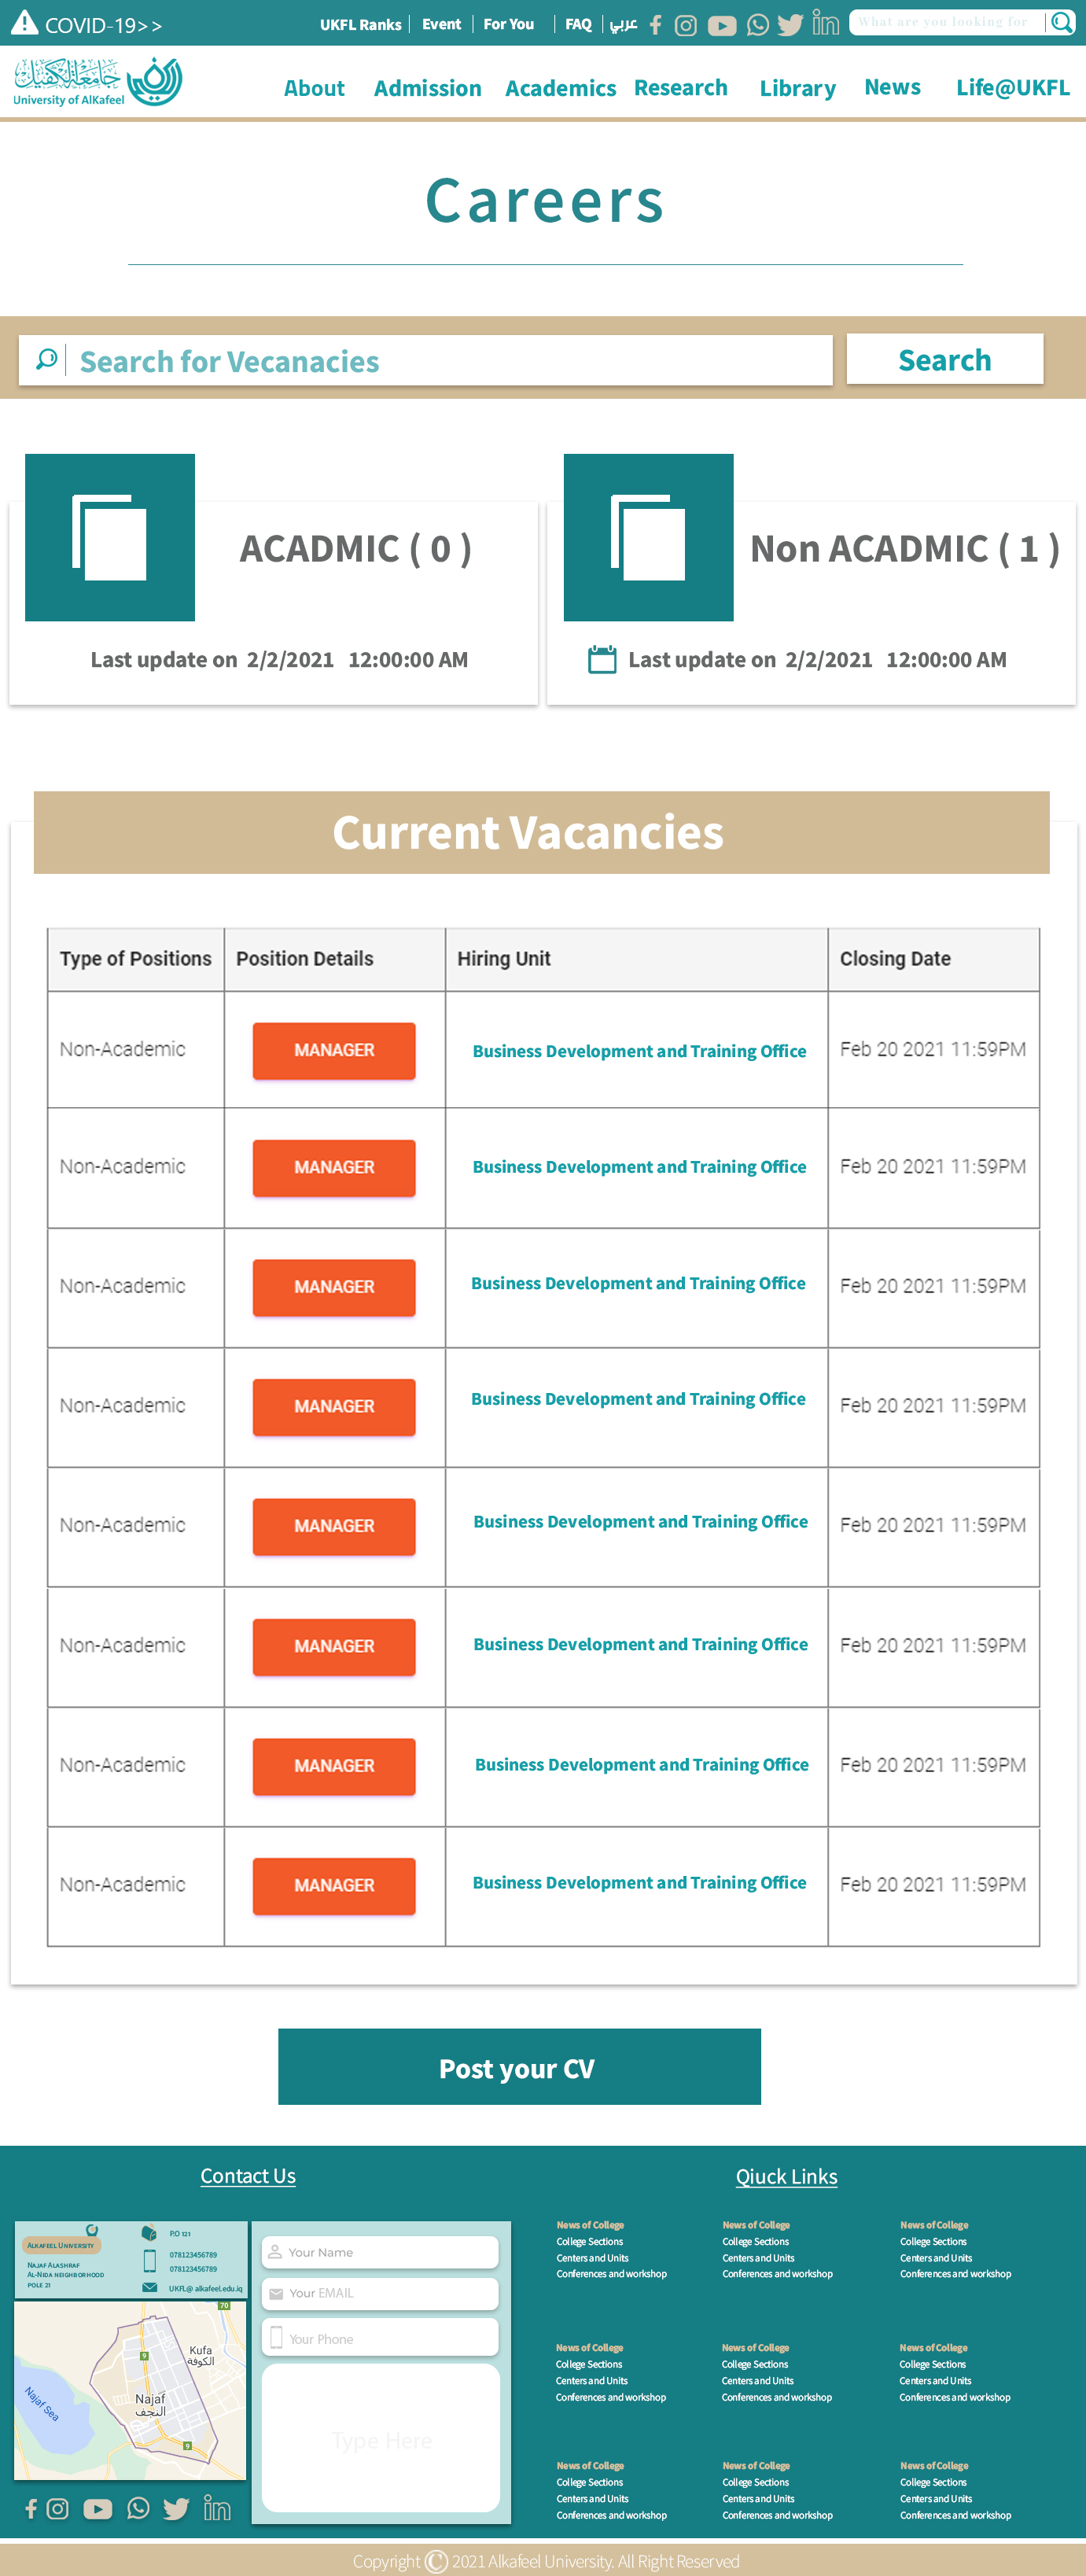 COVID-19>>
UKFL Ranks
Event
For You
FAQ
عربي
What are you looking for
جامعة الكفيل
University of AlKafeel
About
Admission
Academics
Research
Library
News
Life@UKFL
Careers
Search for Vecanacies
Search
ACADMIC ( 0 )
Last update on 2/2/2021 12:00:00 AM
Non ACADMIC ( 1 )
Last update on 2/2/2021 12:00:00 AM
Current Vacancies
Type of Positions Position Details Hiring Unit Closing Date
Non-Academic MANAGER Business Development and Training Office Feb 20 2021 11:59PM
Non-Academic MANAGER Business Development and Training Office Feb 20 2021 11:59PM
Non-Academic MANAGER Business Development and Training Office Feb 20 2021 11:59PM
Non-Academic MANAGER Business Development and Training Office Feb 20 2021 11:59PM
Non-Academic MANAGER Business Development and Training Office Feb 20 2021 11:59PM
Non-Academic MANAGER Business Development and Training Office Feb 20 2021 11:59PM
Non-Academic MANAGER Business Development and Training Office Feb 20 2021 11:59PM
Non-Academic MANAGER Business Development and Training Office Feb 20 2021 11:59PM
Post your CV
Contact Us
Alkafeel University
Najaf Alashraf
Al-Nida neighborhood
pole 21
P.O 121
078123456789
078123456789
UKFL@ alkafeel.edu.iq
70
Kufa
الكوفة
9
Najaf
النجف
Najaf Sea
9
Your Name
Your EMAIL
Your Phone
Type Here
Qiuck Links
News of College
College Sections
Centers and Units
Conferences and workshop
News of College
College Sections
Centers and Units
Conferences and workshop
News of College
College Sections
Centers and Units
Conferences and workshop
News of College
College Sections
Centers and Units
Conferences and workshop
News of College
College Sections
Centers and Units
Conferences and workshop
News of College
College Sections
Centers and Units
Conferences and workshop
News of College
College Sections
Centers and Units
Conferences and workshop
News of College
College Sections
Centers and Units
Conferences and workshop
News of College
College Sections
Centers and Units
Conferences and workshop
Copyright © 2021 Alkafeel University. All Right Reserved